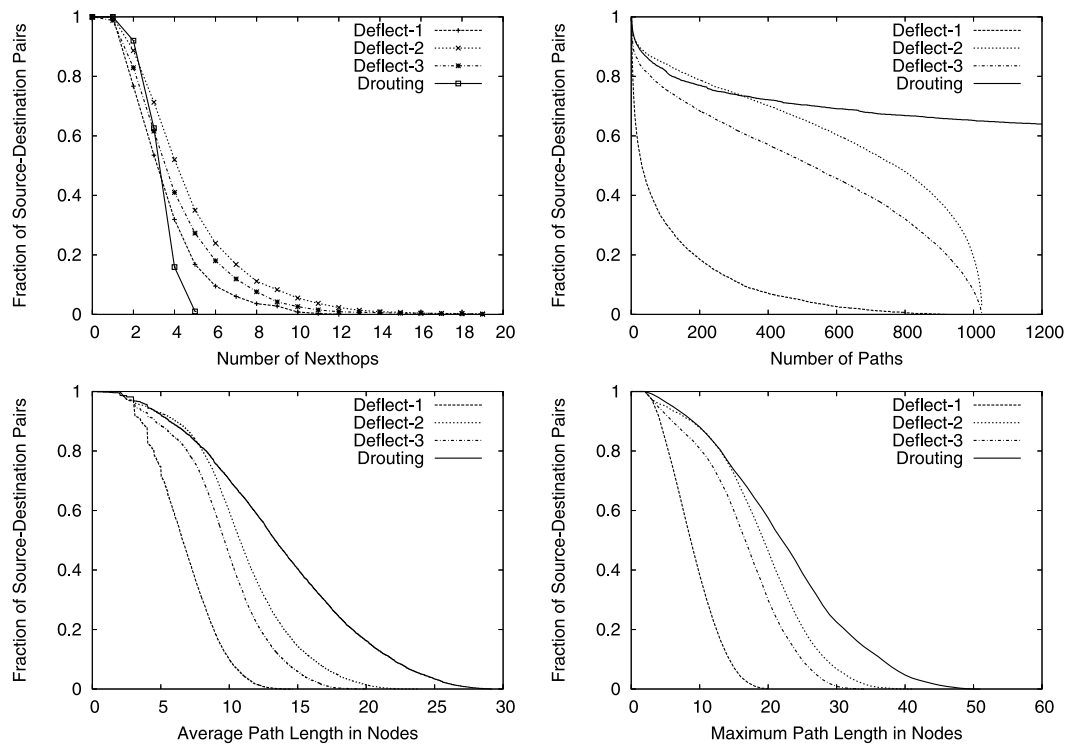 Fraction of Source-Destination Pairs
1
0.8
0.6
0.4
0.2
0
0 2 4 6 8 10 12 14 16 18 20
Number of Nexthops
Deflect-1
Deflect-2
Deflect-3
Drouting
Fraction of Source-Destination Pairs
1
0.8
0.6
0.4
0.2
0
0 200 400 600 800 1000 1200
Number of Paths
Deflect-1
Deflect-2
Deflect-3
Drouting
Fraction of Source-Destination Pairs
1
0.8
0.6
0.4
0.2
0
0 5 10 15 20 25 30
Average Path Length in Nodes
Deflect-1
Deflect-2
Deflect-3
Drouting
Fraction of Source-Destination Pairs
1
0.8
0.6
0.4
0.2
0
0 10 20 30 40 50 60
Maximum Path Length in Nodes
Deflect-1
Deflect-2
Deflect-3
Drouting